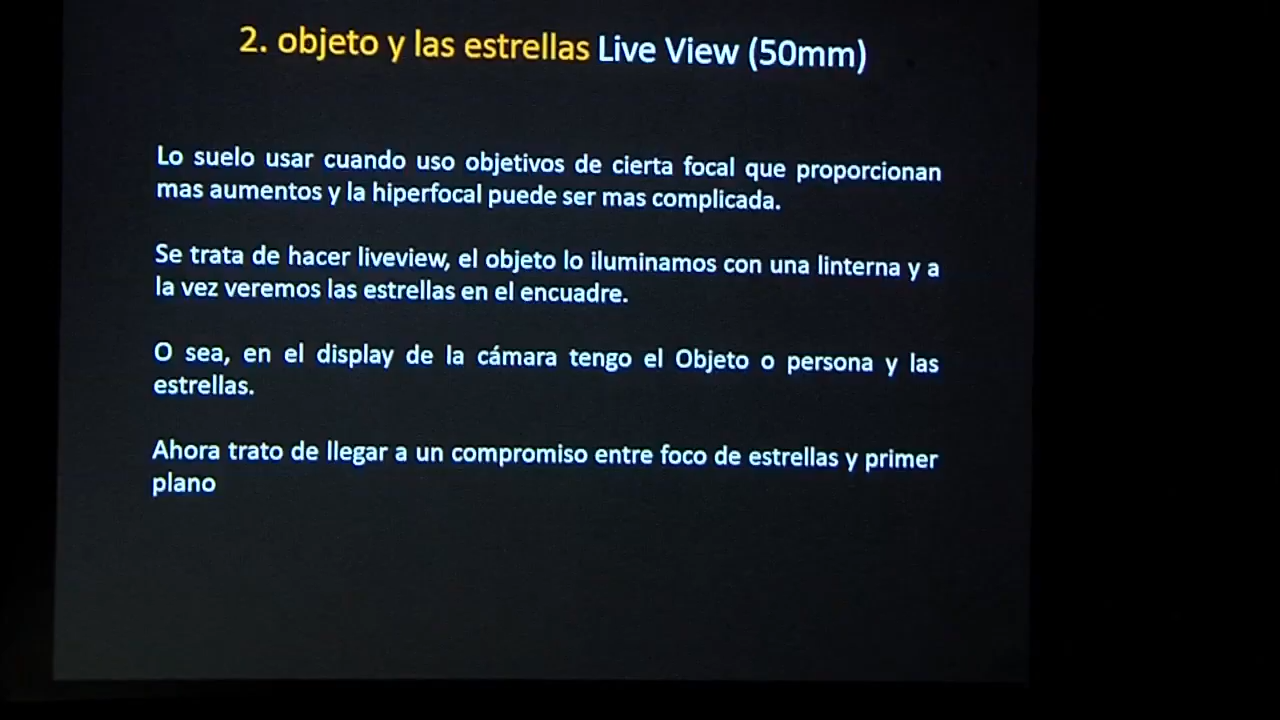 2. objeto y las estrellas Live View (50mm)
Lo suelo usar cuando uso objetivos de cierta focal que proporcionan
mas aumentos y la hiperfocal puede ser mas complicada.
Se trata de hacer liveview, el objeto lo iluminamos con una linterna y a
la vez veremos las estrellas en el encuadre.
O sea, en el display de la cámara tengo el Objeto o persona y las
estrellas.
Ahora trato de llegar a un compromiso entre foco de estrellas y primer
plano